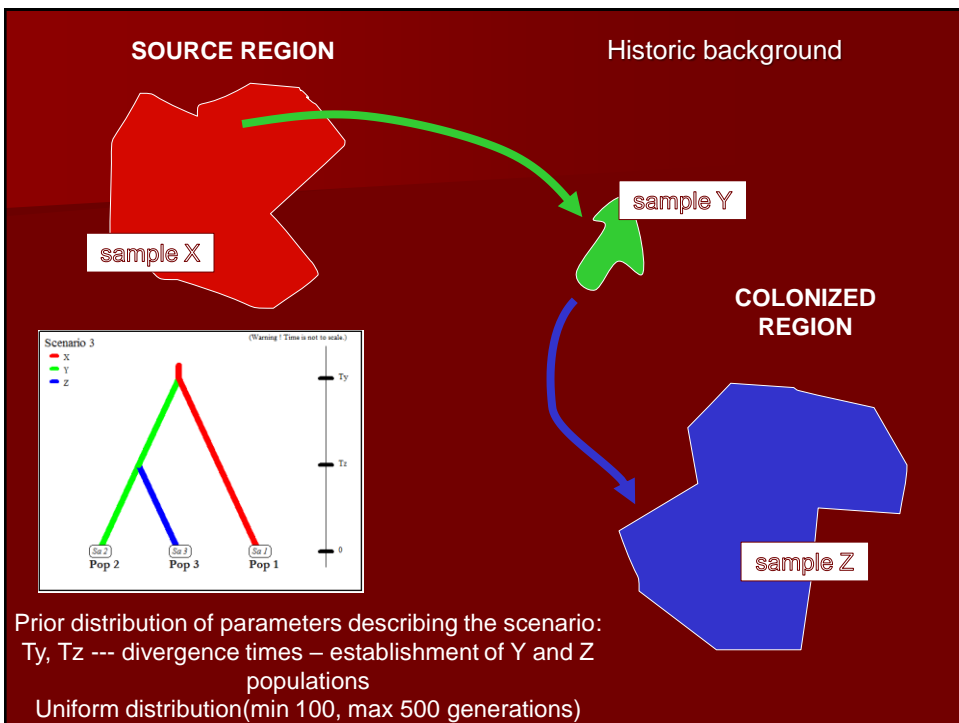 SOURCE REGION
Historic background
sample Y
sample X
COLONIZED
REGION
(Warning ! Time is not to scale.)
Scenario 3
X
Y
Z
Ty
Tz
0
Sa 2
Sa 3
Sa 1
Pop 2
Pop 3
Pop 1
sample Z
Prior distribution of parameters describing the scenario:
Ty, Tz --- divergence times – establishment of Y and Z
populations
Uniform distribution(min 100, max 500 generations)